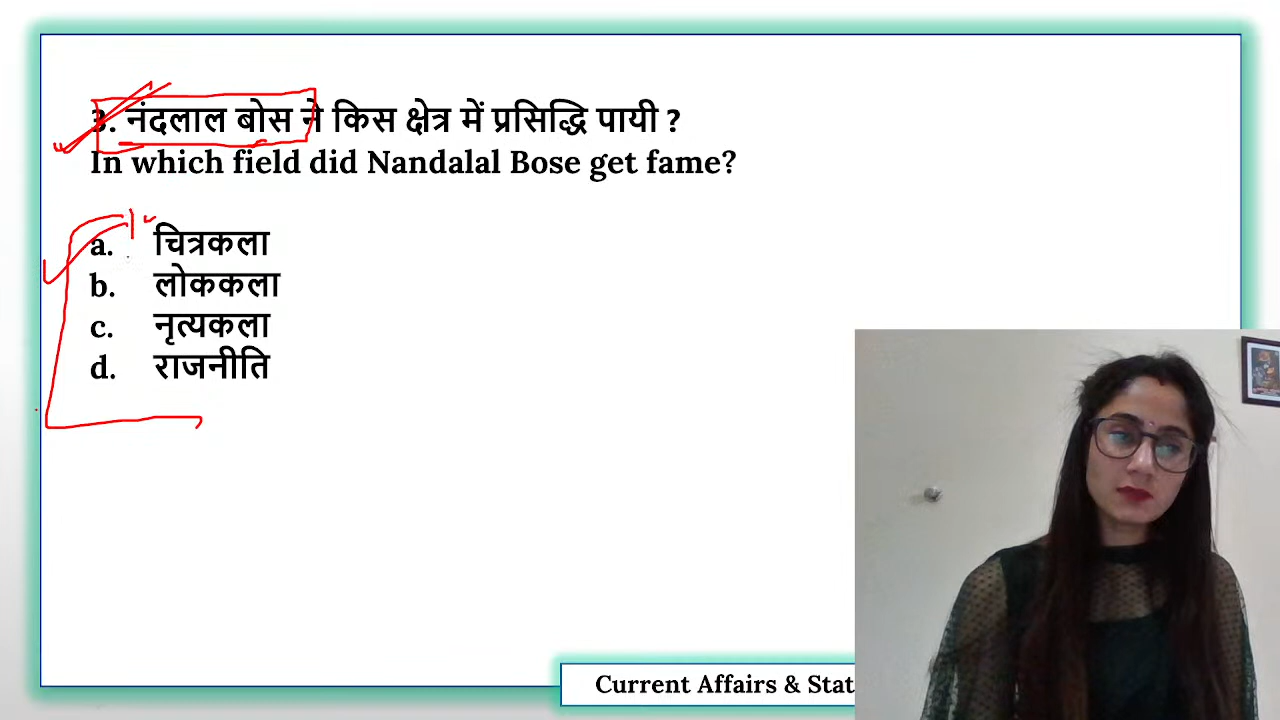 3. नंदलाल बोस ने किस क्षेत्र में प्रसिद्धि पायी ?
In which field did Nandalal Bose get fame?
a. चित्रकला
b. लोककला
c. नृत्यकला
d. राजनीति
Current Affairs & Stat